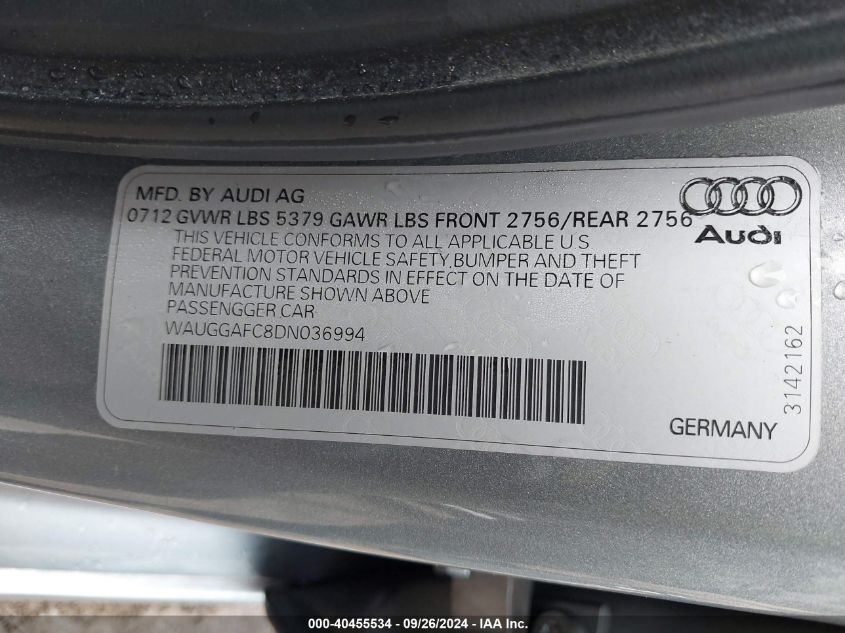 MFD. BY AUDI AG
0712 GVWR LBS 5379 GAWR LBS FRONT 2756/REAR 2756
THIS VEHICLE CONFORMS TO ALL APPLICABLE U S
FEDERAL MOTOR VEHICLE SAFETY,BUMPER AND THEFT
PREVENTION STANDARDS IN EFFECT ON THE DATE OF
MANUFACTURE SHOWN ABOVE
PASSENGGER CAR
WAUGGAFC8DN036994
Audi
3142162
GERMANY
000-40455534 - 09/26/2024 - IAA, Inc.